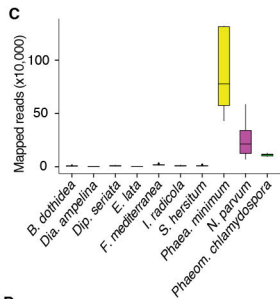 C
Mapped reads (x10,000)
100
50
0
B. dothidea
Dia. ampelina
Dip. seriata
E. lata
F. mediterranea
I. radicola
S. hersitum
Phaea. minimum
N. parvum
Phaeom. chlamydospora